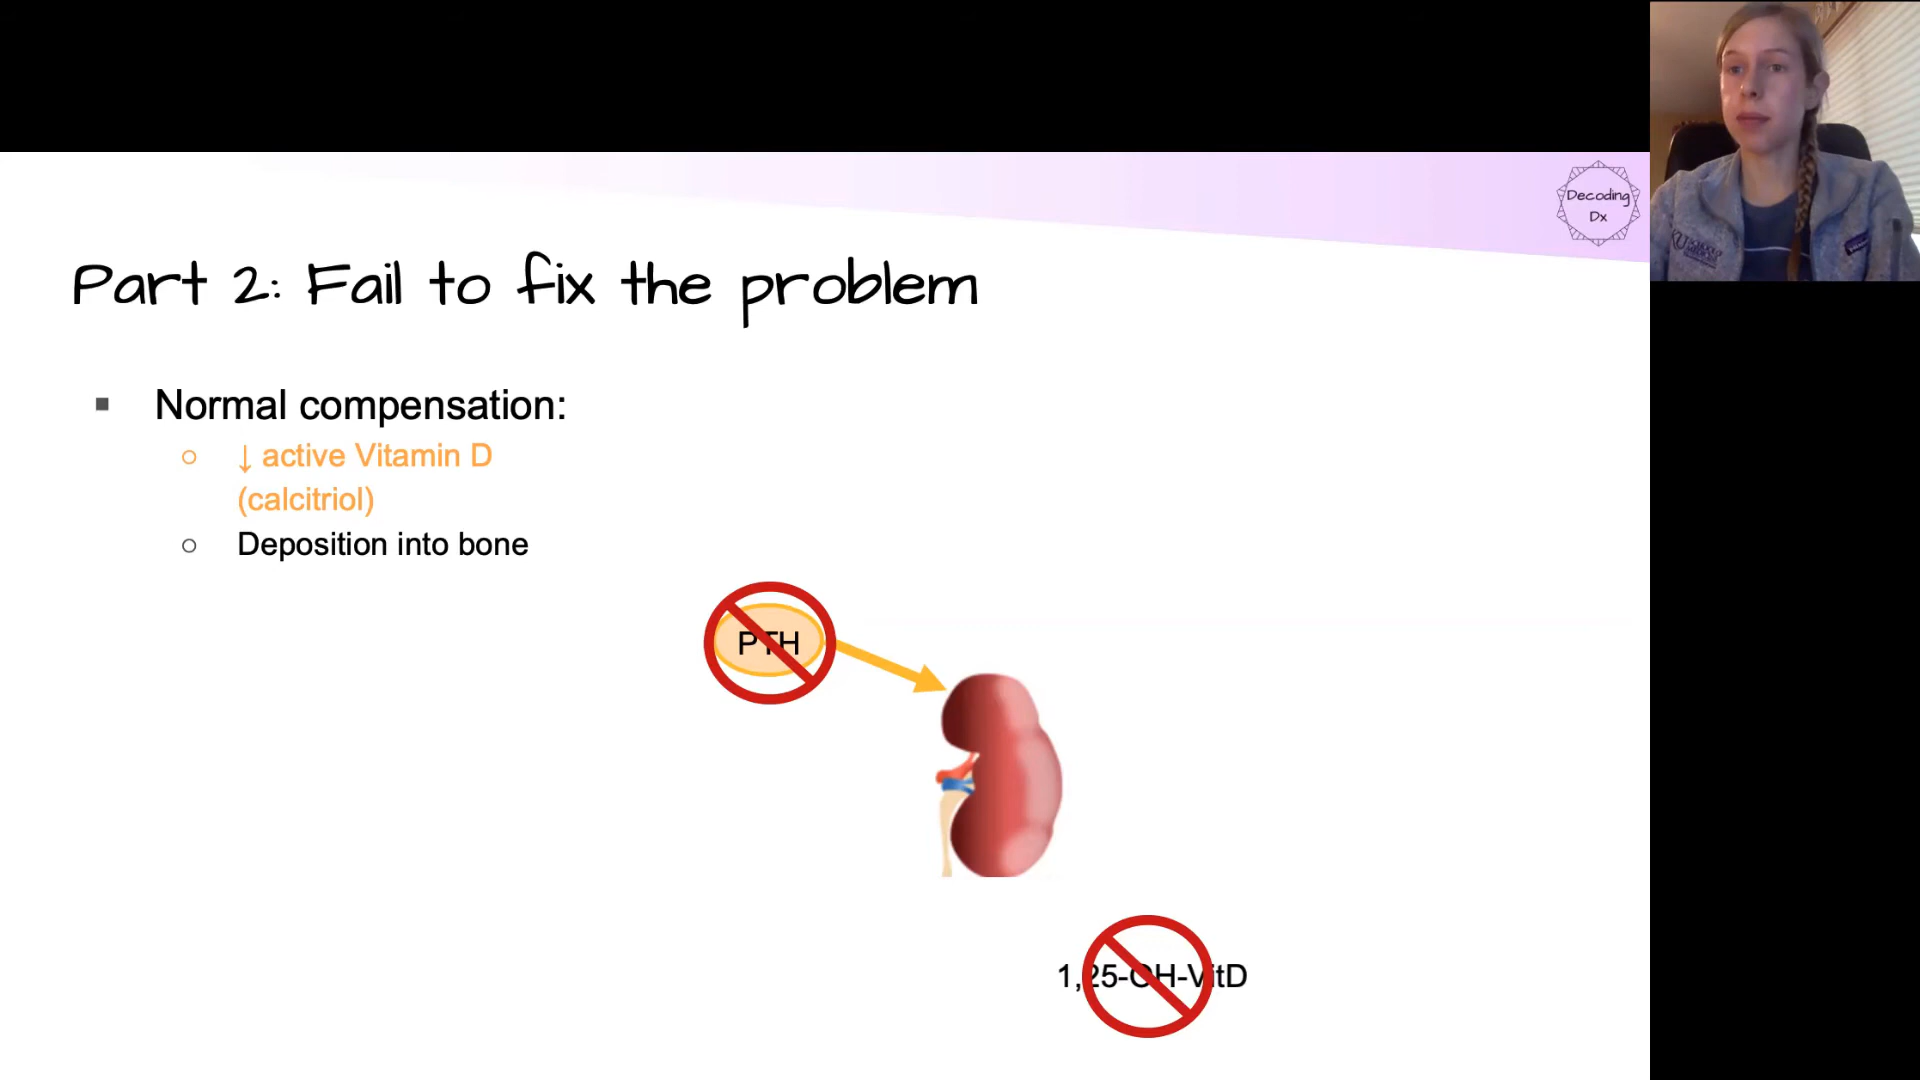 Decoding
Dx
Part 2: Fail to fix the problem
Normal compensation:
↓ active Vitamin D
(calcitriol)
Deposition into bone
PTH
1,25-OH-VitD